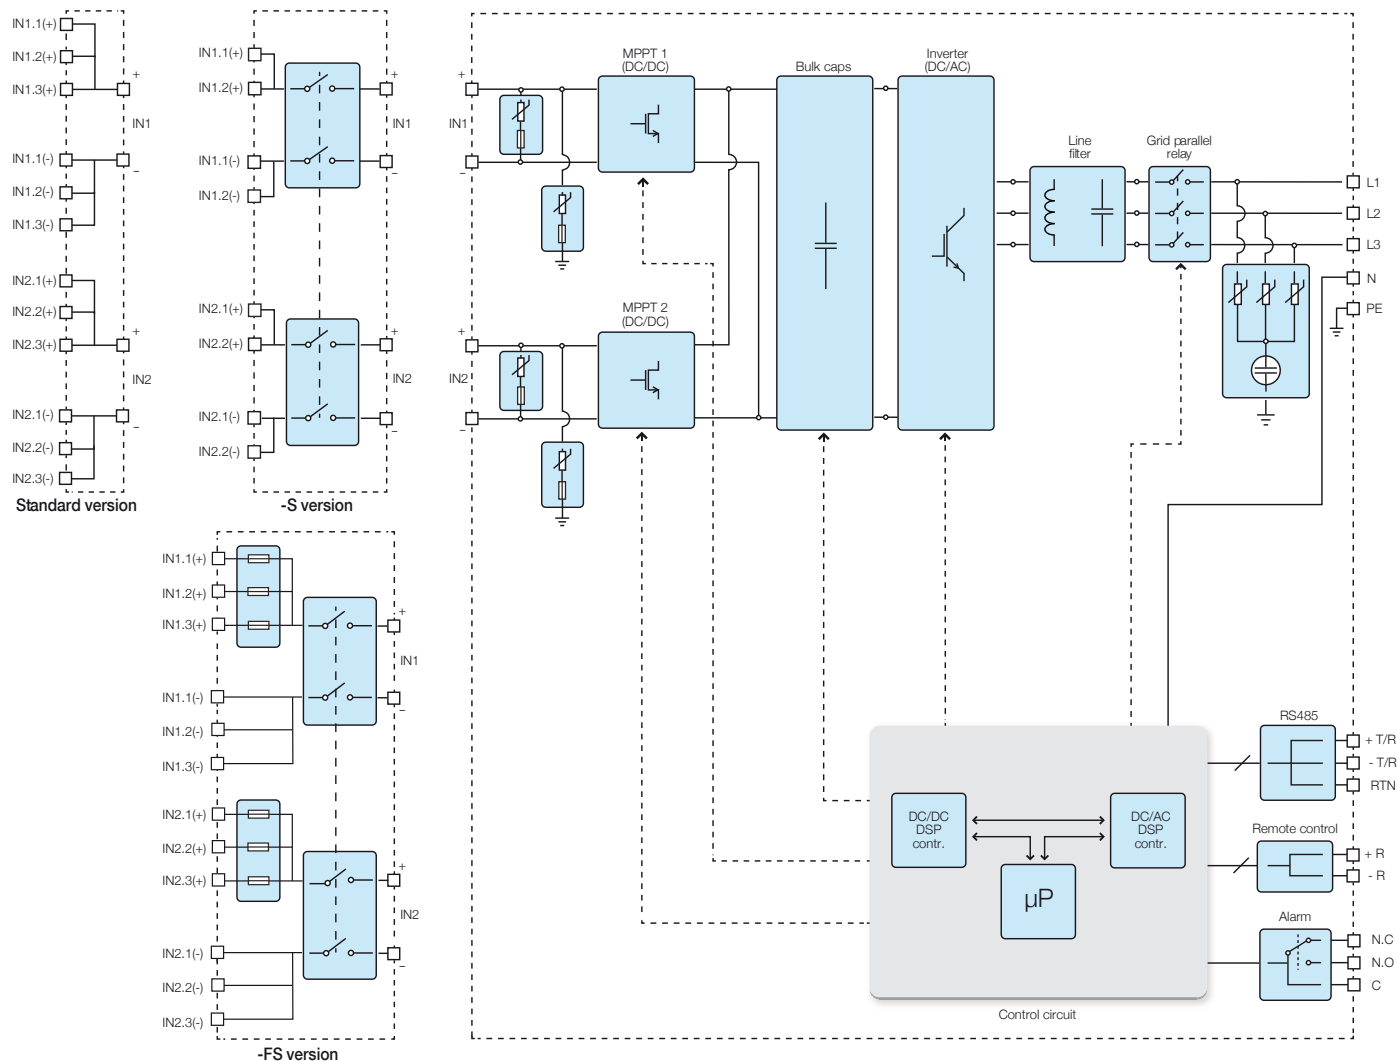 IN1.1(+)
IN1.2(+)
IN1.3(+)
+
IN1
IN1.1(-)
−
IN1.2(-)
IN1.3(-)
IN2.1(+)
IN2.2(+)
+
IN2.3(+)
IN2
IN2.1(-)
−
IN2.2(-)
IN2.3(-)
Standard version
IN1.1(+)
+
IN1.2(+)
IN1
IN1.1(-)
−
IN1.2(-)
IN2.1(+)
+
IN2.2(+)
IN2
IN2.1(-)
−
IN2.2(-)
-S version
IN1.1(+)
IN1.2(+)
+
IN1.3(+)
IN1
IN1.1(-)
−
IN1.2(-)
IN1.3(-)
IN2.1(+)
IN2.2(+)
+
IN2.3(+)
IN2
IN2.1(-)
−
IN2.2(-)
IN2.3(-)
-FS version
+
IN1
−
+
IN2
−
MPPT 1
(DC/DC)
MPPT 2
(DC/DC)
Bulk caps
Inverter
(DC/AC)
Line
filter
Grid parallel
relay
L1
L2
L3
N
PE
DC/DC
DSP
contr.
DC/AC
DSP
contr.
µP
Control circuit
RS485
+ T/R
- T/R
RTN
Remote control
+ R
- R
Alarm
N.C
N.O
C